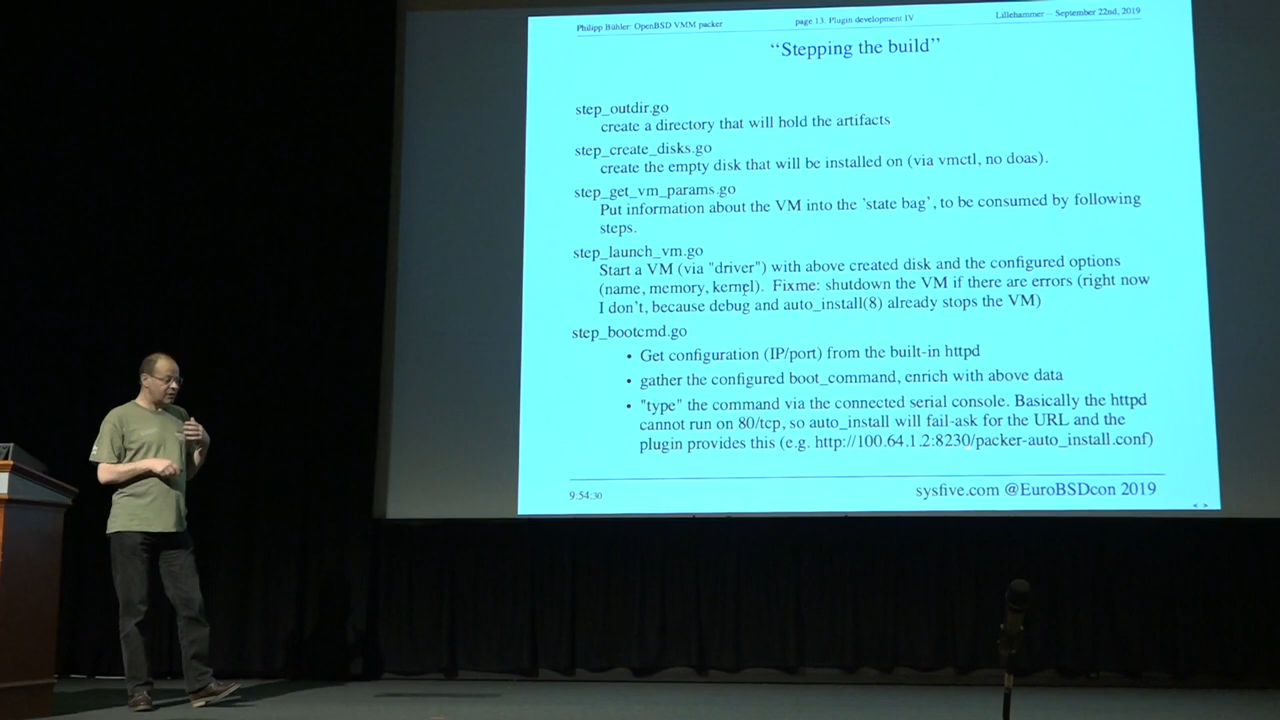 Philipp Bühler: OpenBSD VMM packer page 13. Plugin development IV Lillehammer -- September 22nd, 2019
“Stepping the build”
step_outdir.go
create a directory that will hold the artifacts
step_create_disks.go
create the empty disk that will be installed on (via vmctl, no doas).
step_get_vm_params.go
Put information about the VM into the 'state bag', to be consumed by following
steps.
step_launch_vm.go
Start a VM (via "driver") with above created disk and the configured options
(name, memory, kernel). Fixme: shutdown the VM if there are errors (right now
I don't, because debug and auto_install(8) already stops the VM)
step_bootcmd.go
• Get configuration (IP/port) from the built-in httpd
• gather the configured boot_command, enrich with above data
• "type" the command via the connected serial console. Basically the httpd
cannot run on 80/tcp, so auto_install will fail-ask for the URL and the
plugin provides this (e.g. http://100.64.1.2:8230/packer-auto_install.conf)
9:54:30 sysfive.com @EuroBSDcon 2019
< >